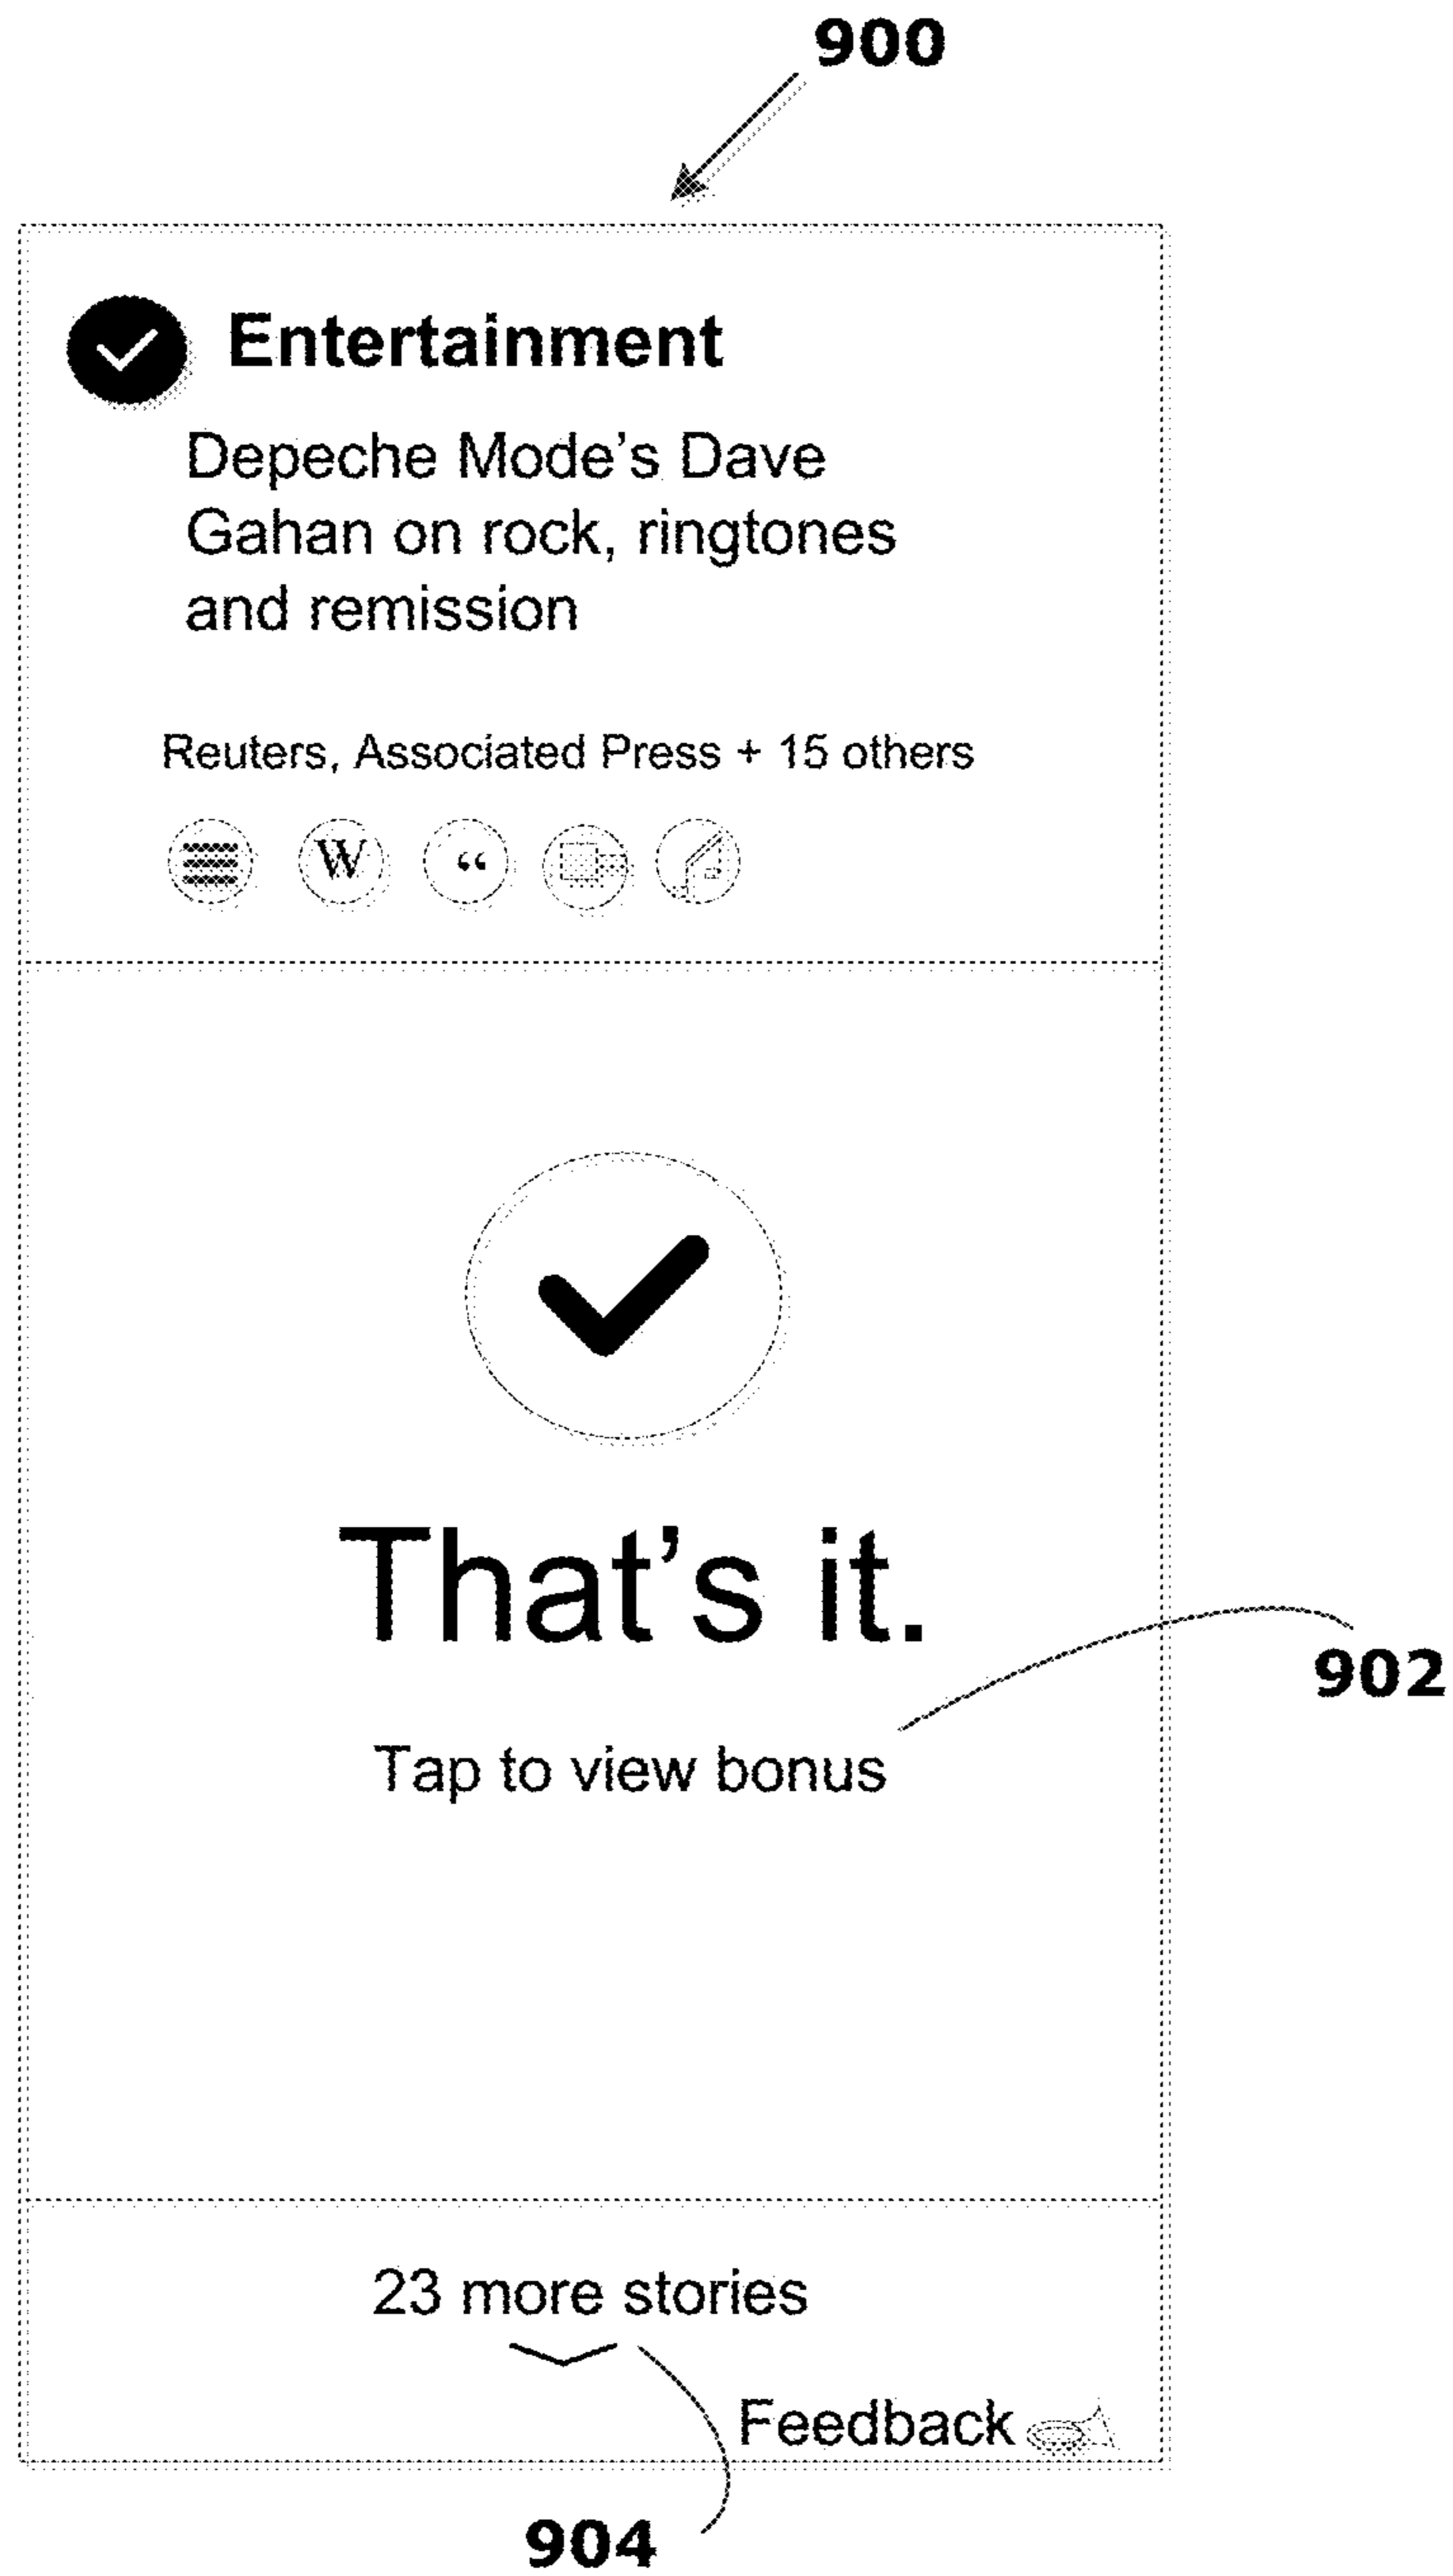 900
Entertainment
Depeche Mode’s Dave
Gahan on rock, ringtones
and remission
Reuters, Associated Press + 15 others
W
“
That’s it.
902
Tap to view bonus
23 more stories
Feedback
904